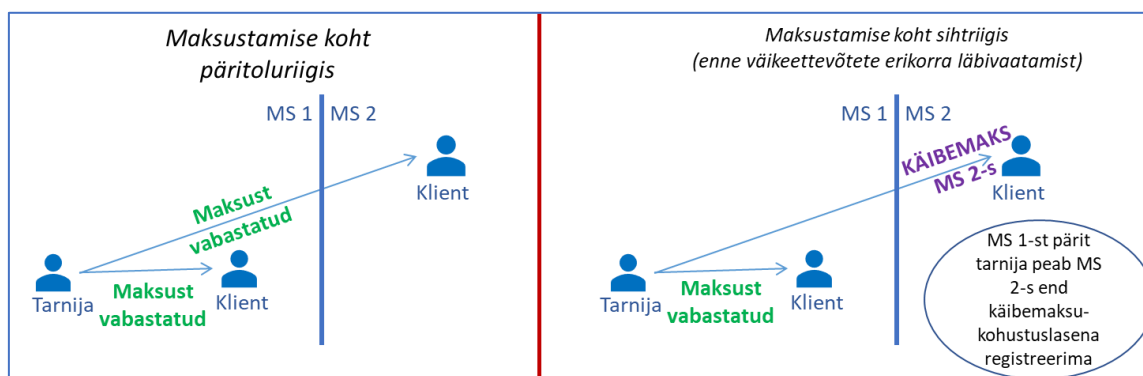 Maksustamise koht
päritoluriigis
MS 1
MS 2
Klient
Maksust
vabastatud
Tarnija
Klient
Maksust
vabastatud
Maksustamise koht sihtriigis
(enne väikeettevõtete erikorra läbivaatamist)
MS 1
MS 2
KÄIBEMAKS
MS 2-s
Klient
Tarnija
Klient
Maksust
vabastatud
MS 1-st pärit
tarnija peab MS
2-s end
käibemaksu-
kohustuslasena
registreerima